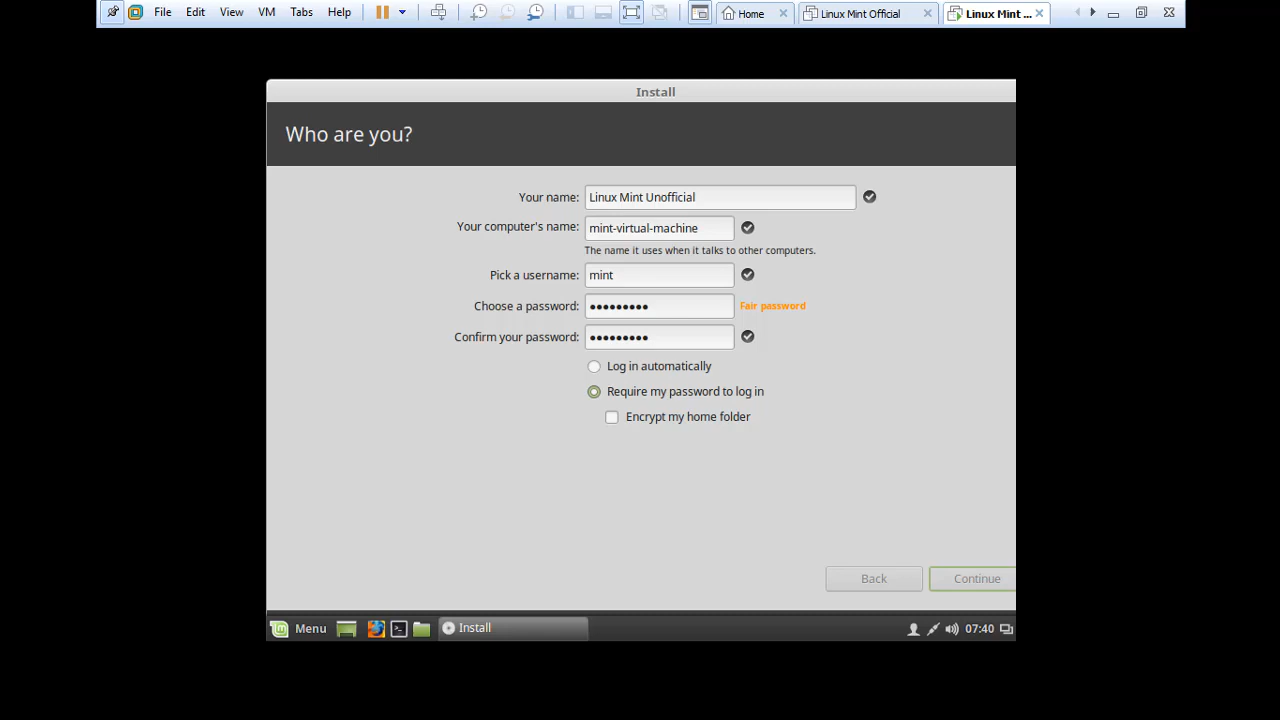 File Edit View VM Tabs Help Home Linux Mint Official Linux Mint ...
Install
Who are you?
Your name: Linux Mint Unofficial
Your computer's name: mint-virtual-machine
The name it uses when it talks to other computers.
Pick a username: mint
Choose a password: ●●●●●●●●● Fair password
Confirm your password: ●●●●●●●●●
Log in automatically
Require my password to log in
Encrypt my home folder
Back Continue
Menu Install 07:40